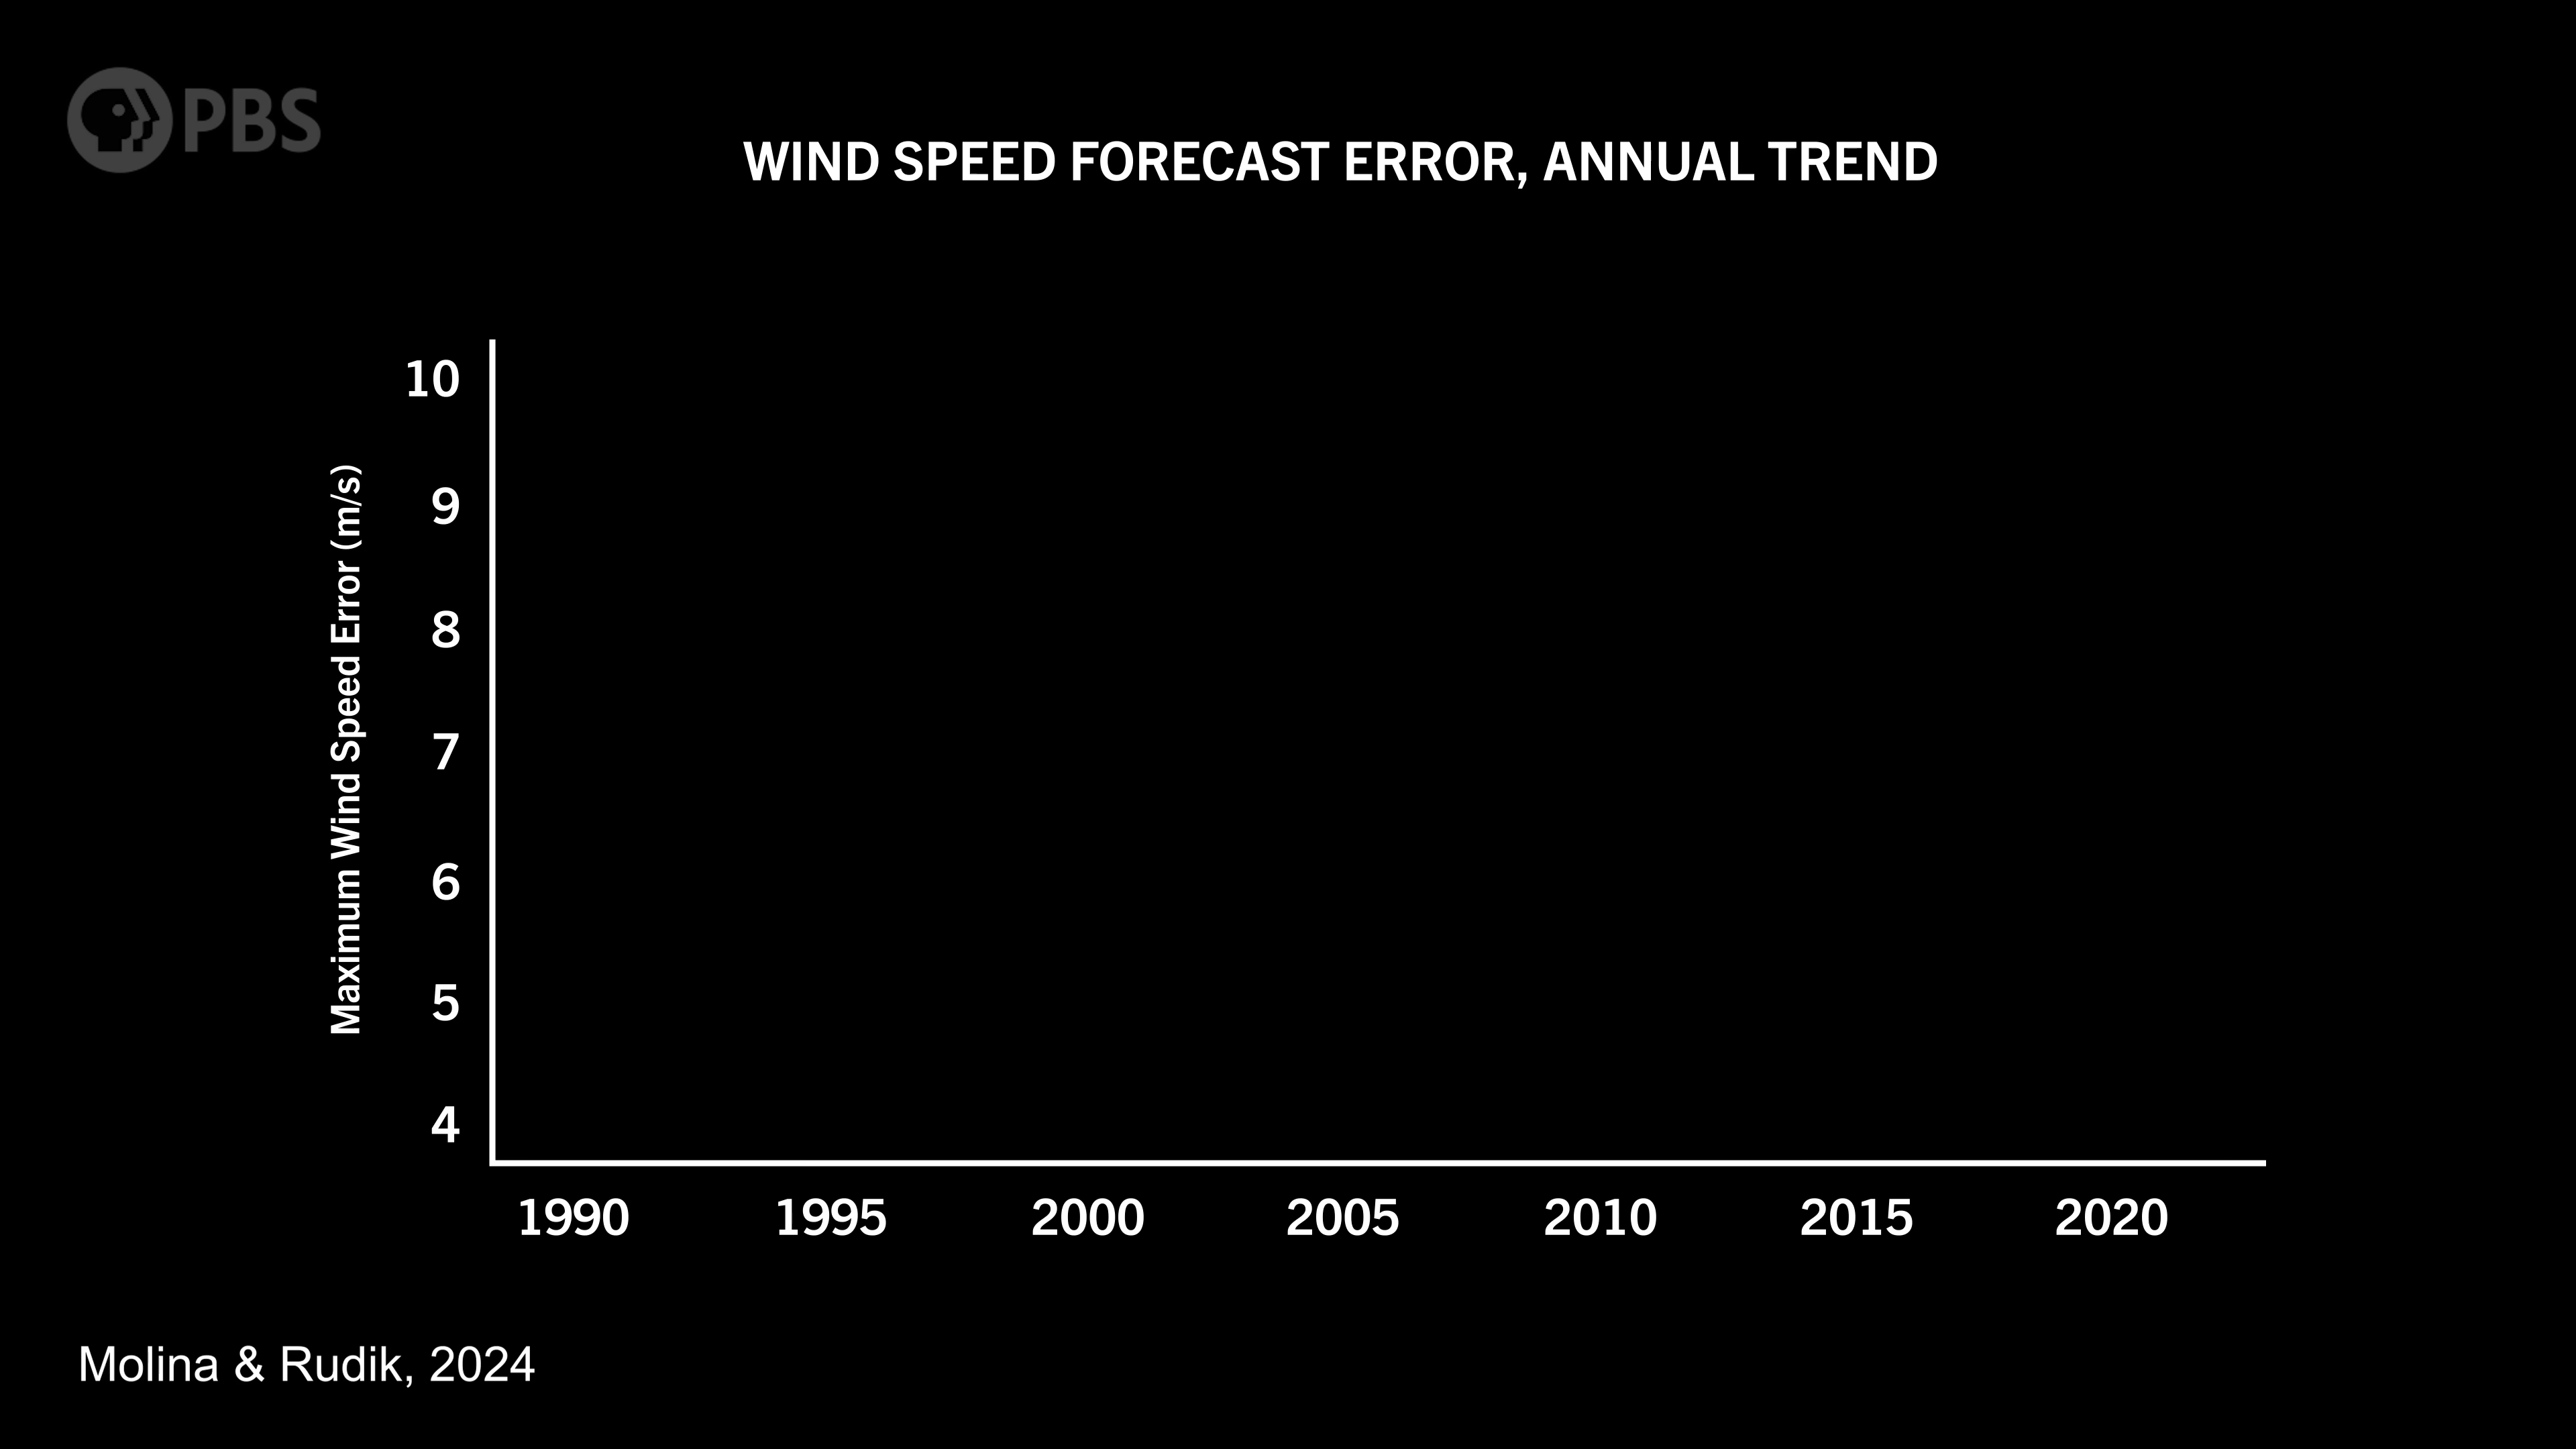 PBS
WIND SPEED FORECAST ERROR, ANNUAL TREND
Maximum Wind Speed Error (m/s)
10
9
8
7
6
5
4
1990 1995 2000 2005 2010 2015 2020
Molina & Rudik, 2024